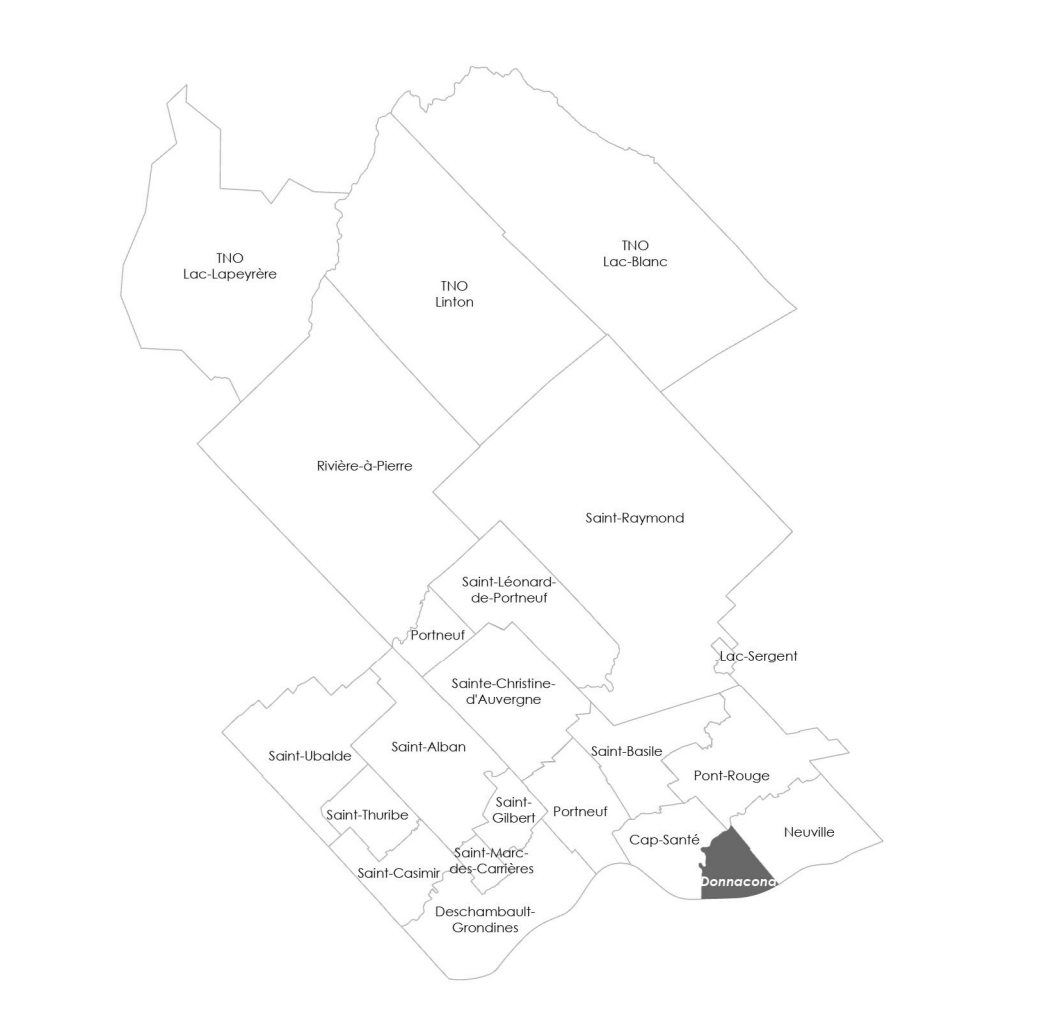 TNO
Lac-Blanc
TNO
Lac-Lapeyrère
TNO
Linton
Rivière-à-Pierre
Saint-Raymond
Saint-Léonard-
de-Portneuf
Portneuf
Lac-Sergent
Sainte-Christine-
d'Auvergne
Saint-Alban
Saint-Ubalde
Saint-Basile
Pont-Rouge
Saint-
Gilbert
Portneuf
Saint-Thuribe
Neuville
Cap-Santé
Saint-Marc-
des-Carrières
Saint-Casimir
Donnacona
Deschambault-
Grondines